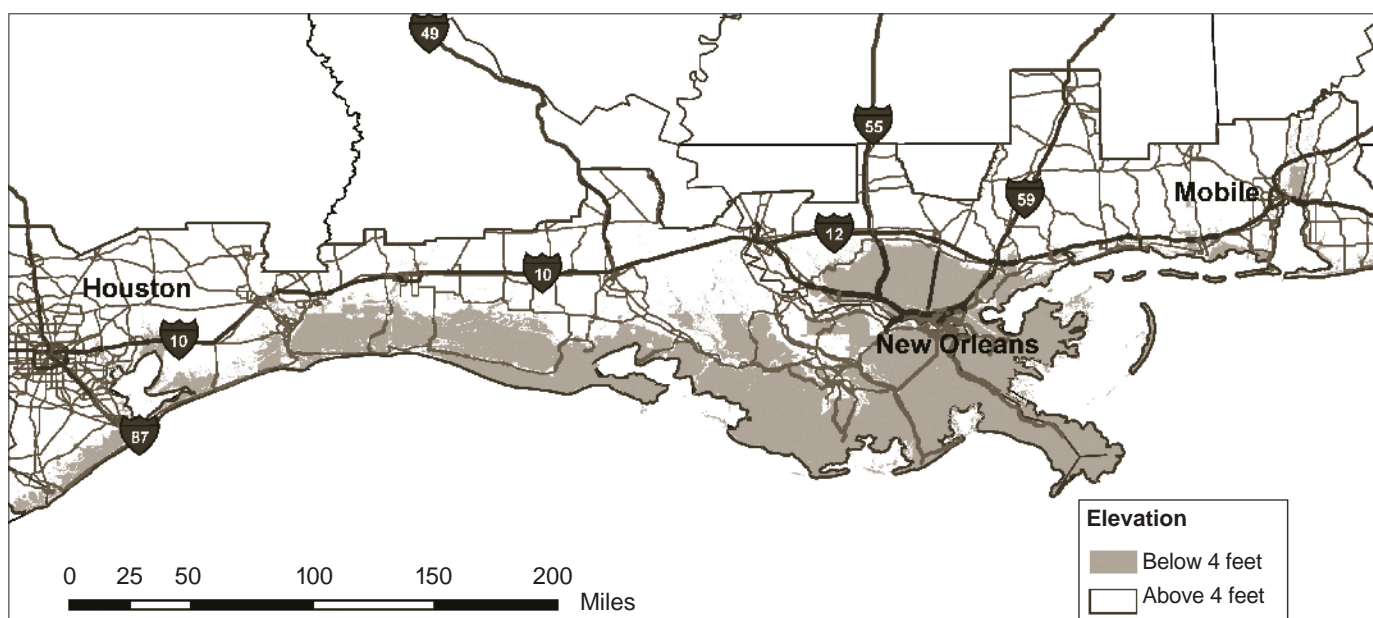 49
55
59
Mobile
12
10
Houston
10
New Orleans
87
Elevation
Below 4 feet
Above 4 feet
0 25 50 100 150 200
Miles